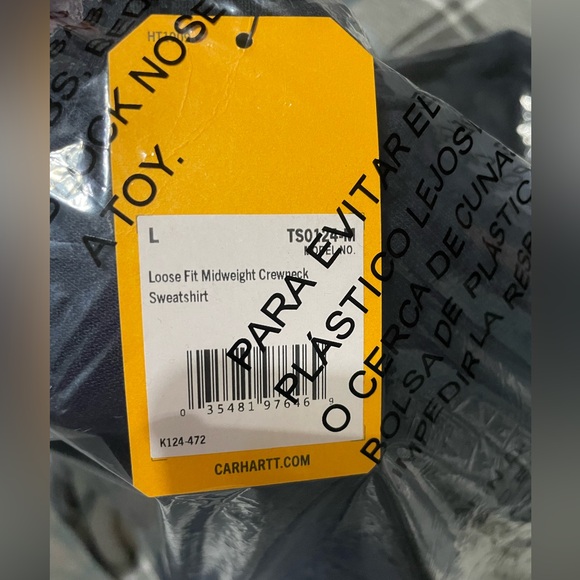 OCK NOSE
A TOY.
L TS0124-M
MODEL NO.
Loose Fit Midweight Crewneck
Sweatshirt
0 35481 97646 9
K124-472
CARHARTT.COM
PARA EVITAR EL
PLÁSTICO LEJOS
O CERCA DE CUNA
BOLSA DE PLÁSTIC
IMPEDIR LA RESP